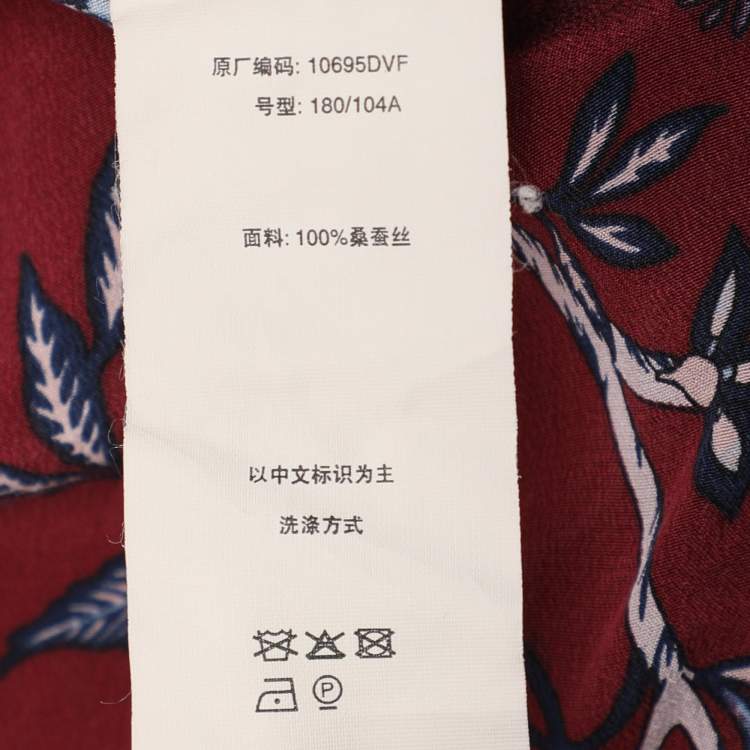 原厂编码: 10695DVF
号型: 180/104A
面料: 100%桑蚕丝
以中文标识为主
洗涤方式
P